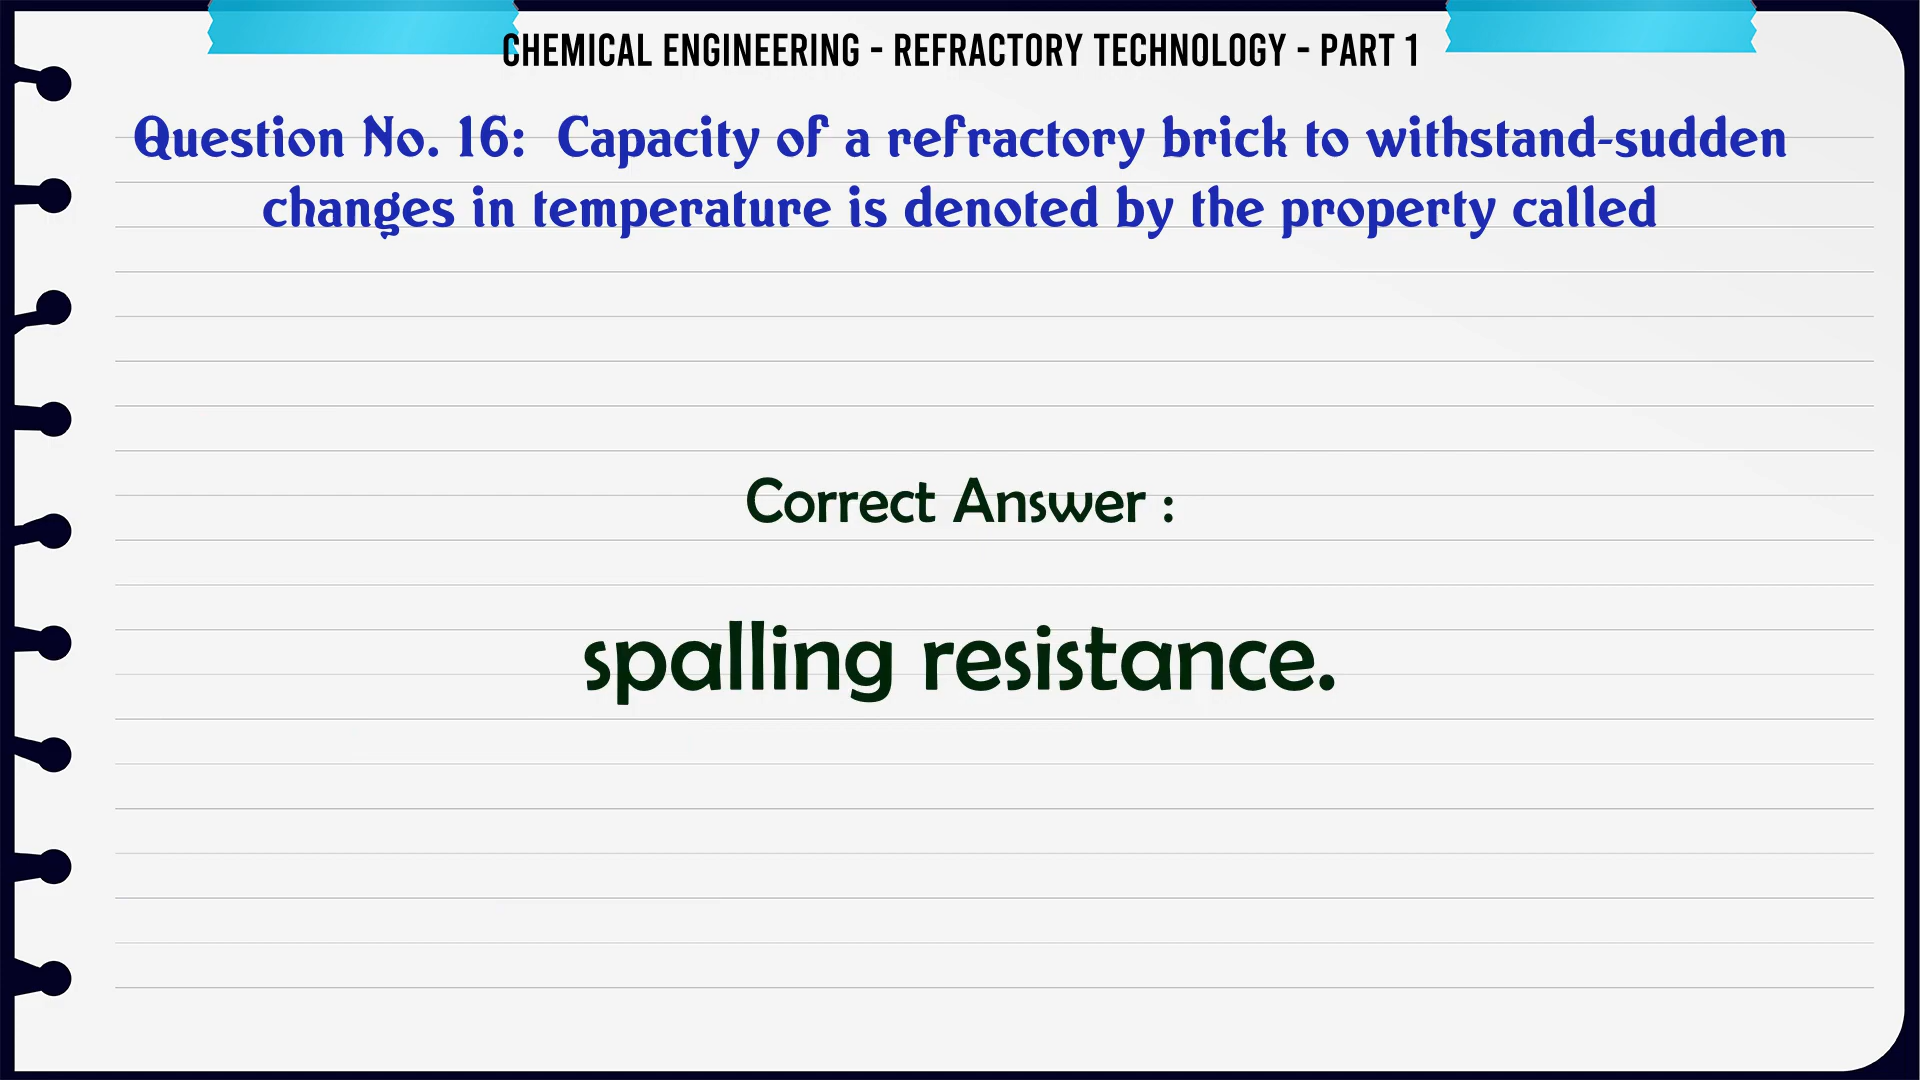 CHEMICAL ENGINEERING - REFRACTORY TECHNOLOGY - PART 1
Question No. 16: Capacity of a refractory brick to withstand-sudden
changes in temperature is denoted by the property called
Correct Answer :
spalling resistance.